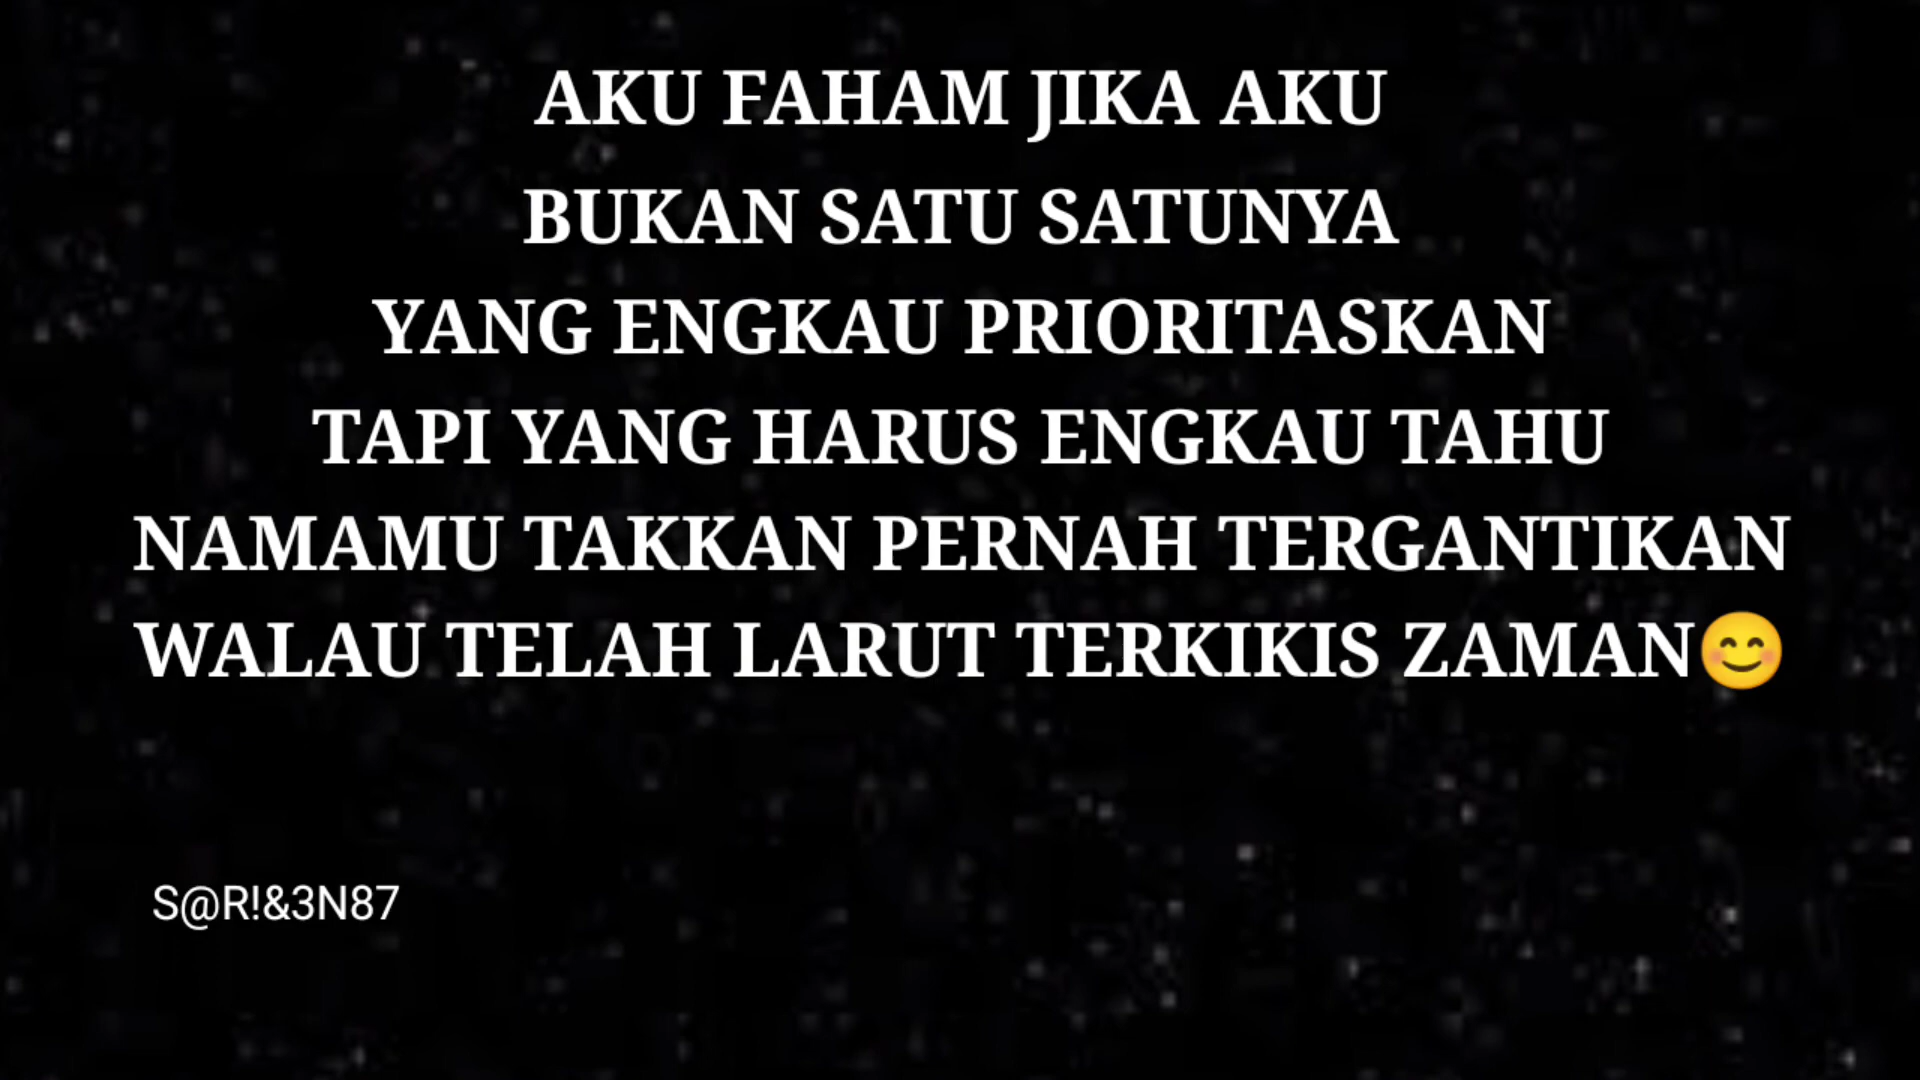 AKU FAHAM JIKA AKU
BUKAN SATU SATUNYA
YANG ENGKAU PRIORITASKAN
TAPI YANG HARUS ENGKAU TAHU
NAMAMU TAKKAN PERNAH TERGANTIKAN
WALAU TELAH LARUT TERKIKIS ZAMAN😊
S@R!&3N87